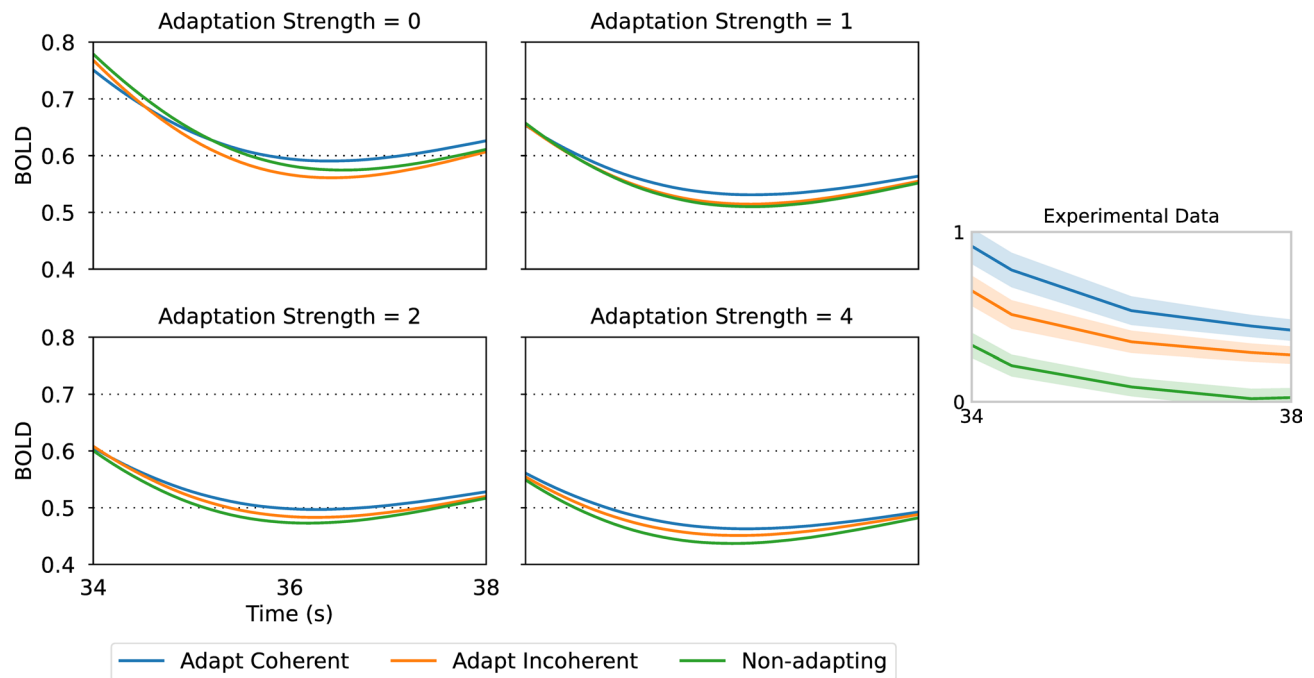 Adaptation Strength = 0
Adaptation Strength = 1
0.8
0.7
0.6
0.5
0.4
BOLD
Experimental Data
1
0
34
38
Adaptation Strength = 2
Adaptation Strength = 4
0.8
0.7
0.6
0.5
0.4
BOLD
34
36
38
Time (s)
Adapt Coherent
Adapt Incoherent
Non-adapting